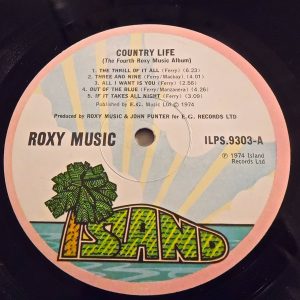 COUNTRY LIFE
(The Fourth Roxy Music Album)
1. THE THRILL OF IT ALL (Ferry) (6:23)
2. THREE AND NINE (Ferry/Mackay) (4:01)
3. ALL I WANT IS YOU (Ferry) (2:56)
4. OUT OF THE BLUE (Ferry/Manzanera) (4:26)
5. IF IT TAKES ALL NIGHT (Ferry) (3:09)
Published by E.G. Music Ltd © 1974
Produced by ROXY MUSIC & JOHN PUNTER for E.G. RECORDS LTD
ROXY MUSIC
ILPS.9303-A
℗ 1974 Island
Records Ltd
ISLAND